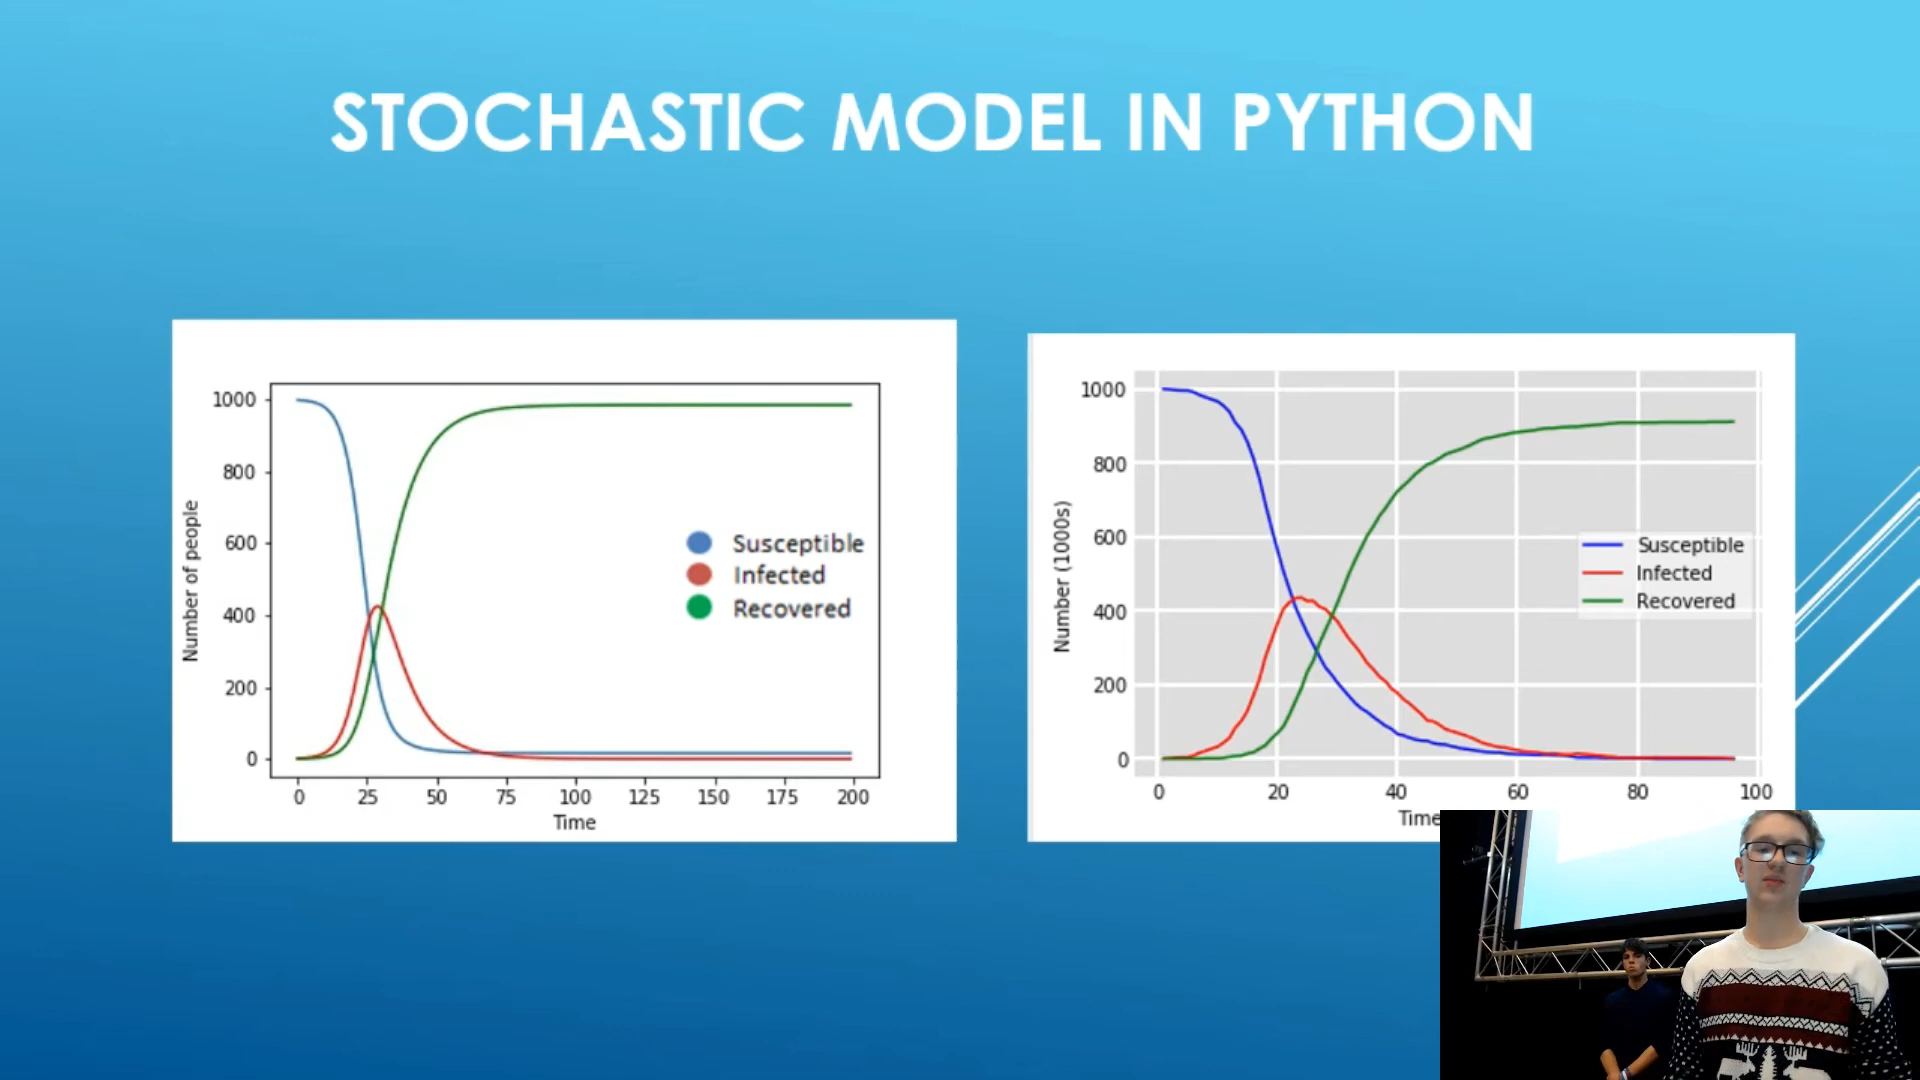 STOCHASTIC MODEL IN PYTHON
1000
800
600
400
200
0
Number of people
Susceptible
Infected
Recovered
0 25 50 75 100 125 150 175 200
Time
1000
800
600
400
200
0
Number (1000s)
Susceptible
Infected
Recovered
0 20 40 60 80 100
Time